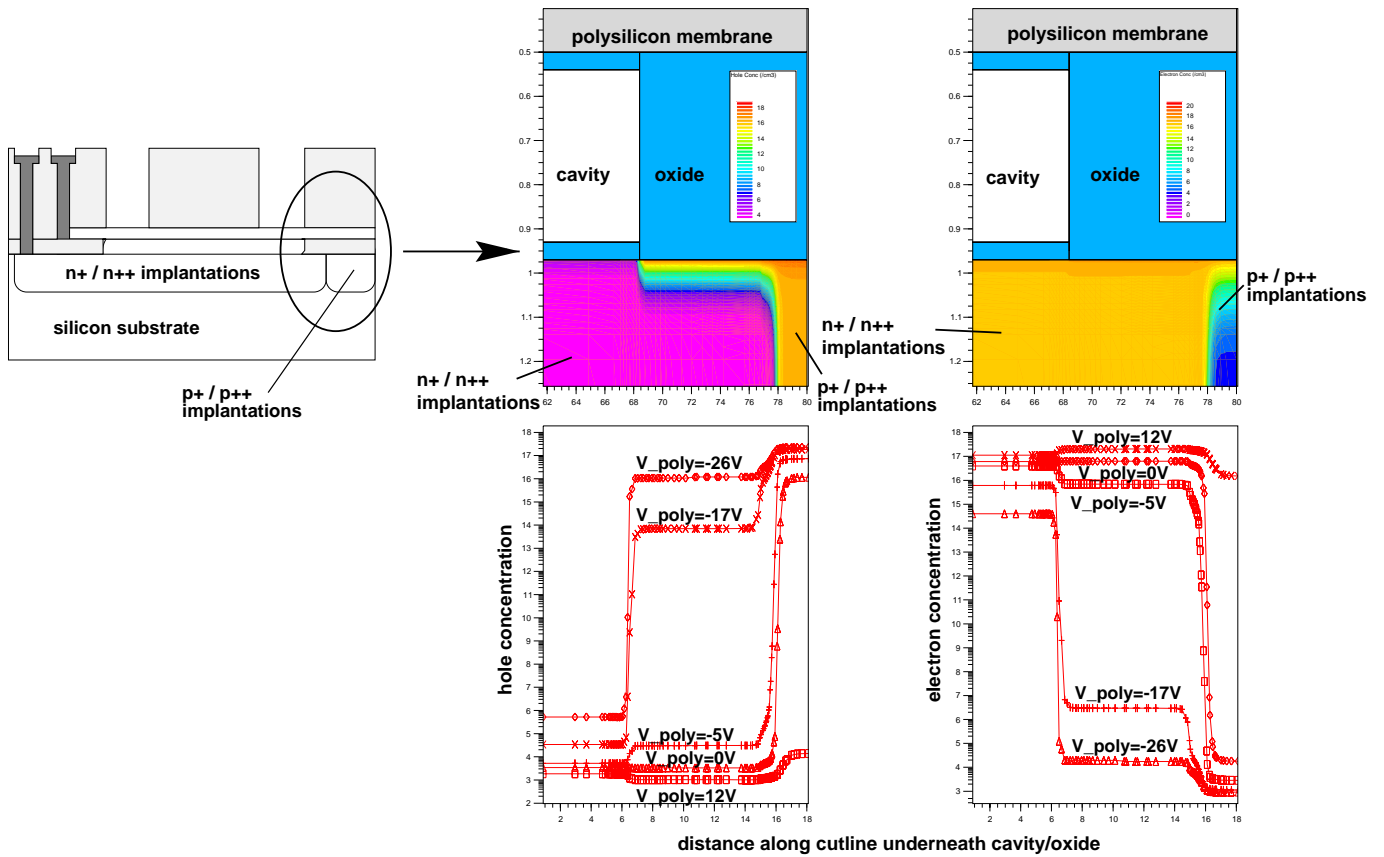 polysilicon membrane
0.5
0.6
0.7
0.8
0.9
1
1.1
1.2
Hole Conc (/cm3)
18
16
14
12
10
8
6
4
cavity
oxide
62 64 66 68 70 72 74 76 78 80
polysilicon membrane
0.5
0.6
0.7
0.8
0.9
1
1.1
1.2
Electron Conc (/cm3)
20
18
16
14
12
10
8
6
4
2
0
cavity
oxide
62 64 66 68 70 72 74 76 78 80
n+ / n++ implantations
silicon substrate
p+ / p++
implantations
n+ / n++
implantations
p+ / p++
implantations
n+ / n++
implantations
p+ / p++
implantations
18
17
16
15
14
13
12
11
10
9
8
7
6
5
4
3
2
hole concentration
V_poly=-26V
V_poly=-17V
V_poly=-5V
V_poly=0V
V_poly=12V
2 4 6 8 10 12 14 16 18
18
17
16
15
14
13
12
11
10
9
8
7
6
5
4
3
electron concentration
V_poly=12V
V_poly=0V
V_poly=-5V
V_poly=-17V
V_poly=-26V
2 4 6 8 10 12 14 16 18
distance along cutline underneath cavity/oxide